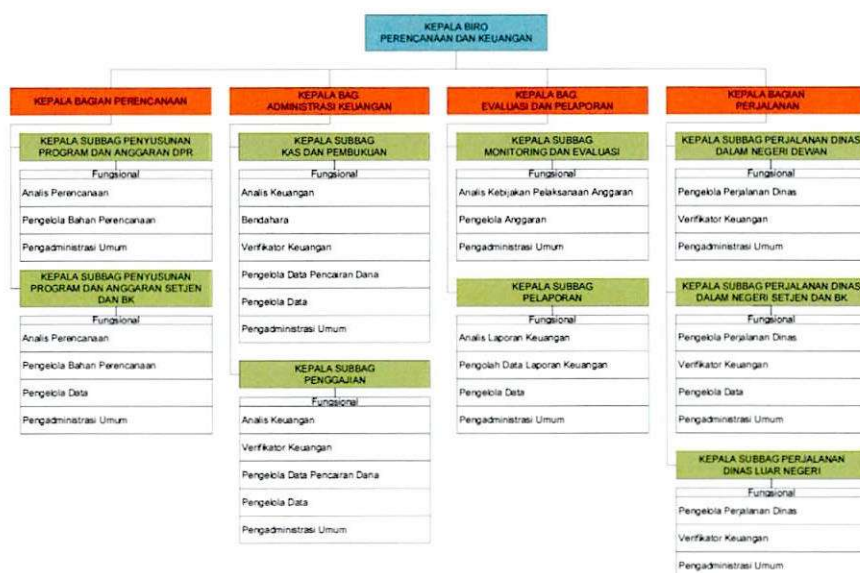 KEPALA BIRO
PERENCANAAN DAN KEUANGAN
KEPALA BAGIAN PERENCANAAN
KEPALA SUBBAG PENYUSUNAN
PROGRAM DAN ANGGARAN DPR
Fungsional
Analis Perencanaan
Pengelola Bahan Perencanaan
Pengadministrasi Umum
KEPALA SUBBAG PENYUSUNAN
PROGRAM DAN ANGGARAN SETJEN
DAN BK
Fungsional
Analis Perencanaan
Pengelola Bahan Perencanaan
Pengelola Data
Pengadministrasi Umum
KEPALA BAG.
ADMINISTRASI KEUANGAN
KEPALA SUBBAG
KAS DAN PEMBUKUAN
Fungsional
Analis Keuangan
Bendahara
Verifikator Keuangan
Pengelola Data Pencairan Dana
Pengelola Data
Pengadministrasi Umum
KEPALA SUBBAG
PENGGAJIAN
Fungsional
Analis Keuangan
Verifikator Keuangan
Pengelola Data Pencairan Dana
Pengelola Data
Pengadministrasi Umum
KEPALA BAG.
EVALUASI DAN PELAPORAN
KEPALA SUBBAG
MONITORING DAN EVALUASI
Fungsional
Analis Kebijakan Pelaksanaan Anggaran
Pengelola Anggaran
Pengadministrasi Umum
KEPALA SUBBAG
PELAPORAN
Fungsional
Analis Laporan Keuangan
Pengolah Data Laporan Keuangan
Pengelola Data
Pengadministrasi Umum
KEPALA BAGIAN
PERJALANAN
KEPALA SUBBAG PERJALANAN DINAS
DALAM NEGERI DEWAN
Fungsional
Pengelola Perjalanan Dinas
Verifikator Keuangan
Pengadministrasi Umum
KEPALA SUBBAG PERJALANAN DINAS
DALAM NEGERI SETJEN DAN BK
Fungsional
Pengelola Perjalanan Dinas
Verifikator Keuangan
Pengelola Data
Pengadministrasi Umum
KEPALA SUBBAG PERJALANAN
DINAS LUAR NEGERI
Fungsional
Pengelola Perjalanan Dinas
Verifikator Keuangan
Pengadministrasi Umum